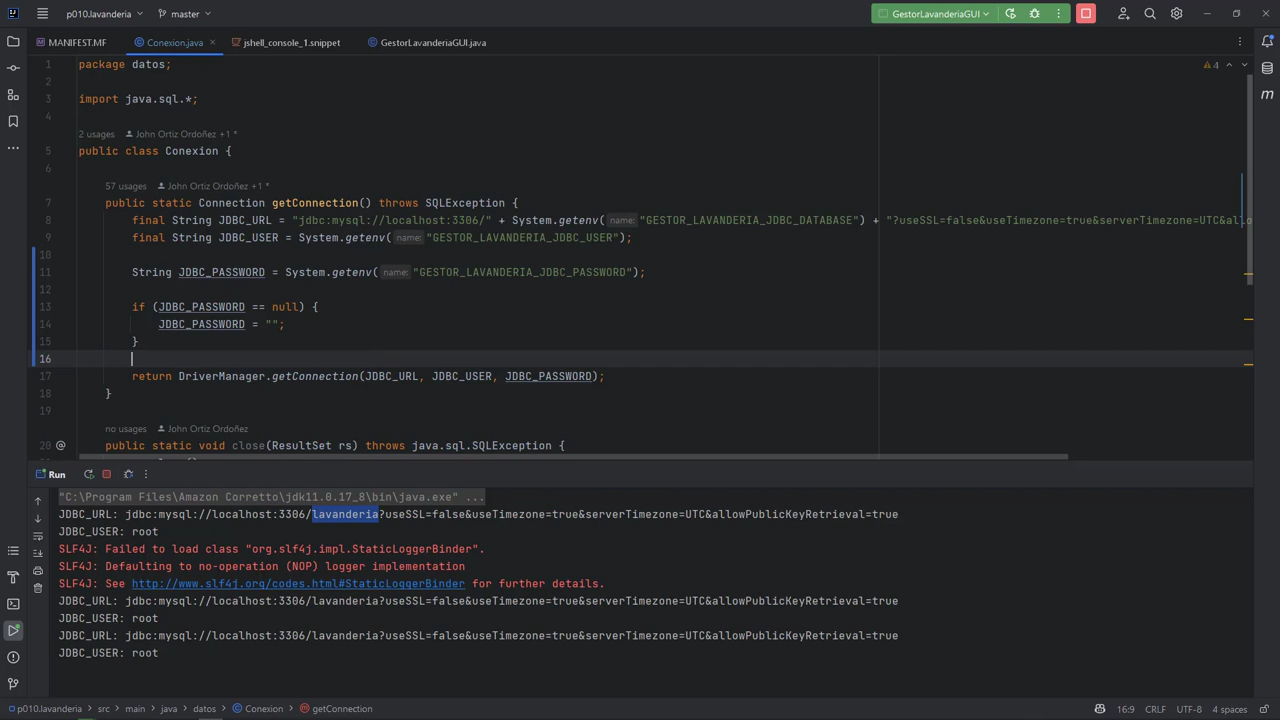 p010.lavanderia
master
GestorLavanderiaGUI
MANIFEST.MF
Conexion.java
jshell_console_1.snippet
GestorLavanderiaGUI.java
1 package datos;
4
2
3 import java.sql.*;
4
2 usages John Ortiz Ordoñez +1 *
5 public class Conexion {
6
57 usages John Ortiz Ordoñez +1 *
7 public static Connection getConnection() throws SQLException {
8 final String JDBC_URL = "jdbc:mysql://localhost:3306/" + System.getenv( name: "GESTOR_LAVANDERIA_JDBC_DATABASE") + "?useSSL=false&useTimezone=true&serverTimezone=UTC&allo
9 final String JDBC_USER = System.getenv( name: "GESTOR_LAVANDERIA_JDBC_USER");
10
11 String JDBC_PASSWORD = System.getenv( name: "GESTOR_LAVANDERIA_JDBC_PASSWORD");
12
13 if (JDBC_PASSWORD == null) {
14 JDBC_PASSWORD = "";
15 }
16
17 return DriverManager.getConnection(JDBC_URL, JDBC_USER, JDBC_PASSWORD);
18 }
19
no usages John Ortiz Ordoñez
20 @ public static void close(ResultSet rs) throws java.sql.SQLException {
Run
"C:\Program Files\Amazon Corretto\jdk11.0.17_8\bin\java.exe" ...
JDBC_URL: jdbc:mysql://localhost:3306/lavanderia?useSSL=false&useTimezone=true&serverTimezone=UTC&allowPublicKeyRetrieval=true
JDBC_USER: root
SLF4J: Failed to load class "org.slf4j.impl.StaticLoggerBinder".
SLF4J: Defaulting to no-operation (NOP) logger implementation
SLF4J: See http://www.slf4j.org/codes.html#StaticLoggerBinder for further details.
JDBC_URL: jdbc:mysql://localhost:3306/lavanderia?useSSL=false&useTimezone=true&serverTimezone=UTC&allowPublicKeyRetrieval=true
JDBC_USER: root
JDBC_URL: jdbc:mysql://localhost:3306/lavanderia?useSSL=false&useTimezone=true&serverTimezone=UTC&allowPublicKeyRetrieval=true
JDBC_USER: root
p010.lavanderia > src > main > java > datos > Conexion > getConnection
16:9 CRLF UTF-8 4 spaces